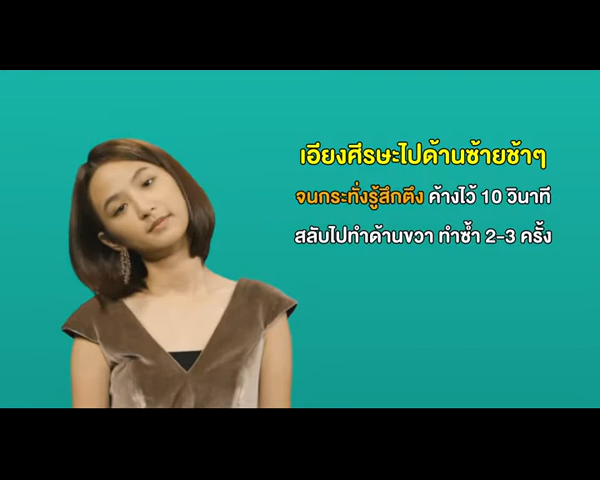 เอียงศีรษะไปด้านซ้ายช้าๆ
จนกระทั่งรู้สึกตึง ค้างไว้ 10 วินาที
สลับไปทำด้านขวา ทำซ้ำ 2-3 ครั้ง